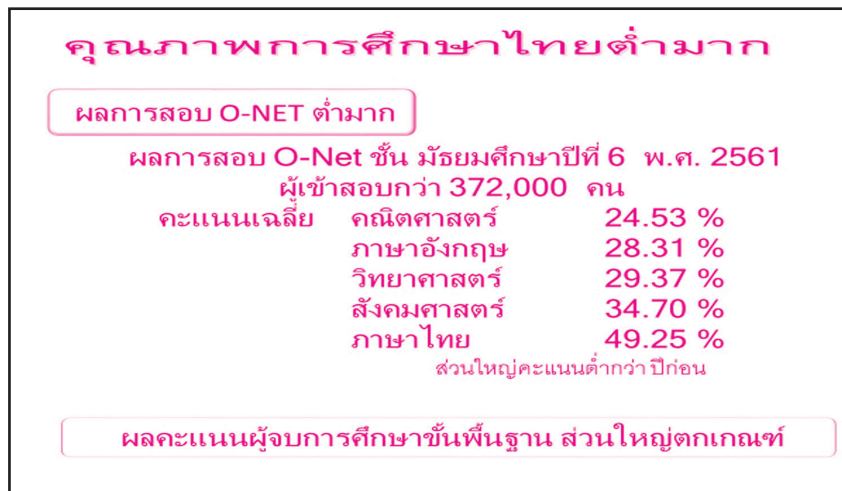 คุณภาพการศึกษาไทยต่ำมาก
ผลการสอบ O-NET ต่ำมาก
ผลการสอบ O-Net ชั้น มัธยมศึกษาปีที่ 6 พ.ศ. 2561
ผู้เข้าสอบกว่า 372,000 คน
คะแนนเฉลี่ย คณิตศาสตร์ 24.53 %
ภาษาอังกฤษ 28.31 %
วิทยาศาสตร์ 29.37 %
สังคมศาสตร์ 34.70 %
ภาษาไทย 49.25 %
ส่วนใหญ่คะแนนต่ำกว่า ปีก่อน
ผลคะแนนผู้จบการศึกษาขั้นพื้นฐาน ส่วนใหญ่ตกเกณฑ์